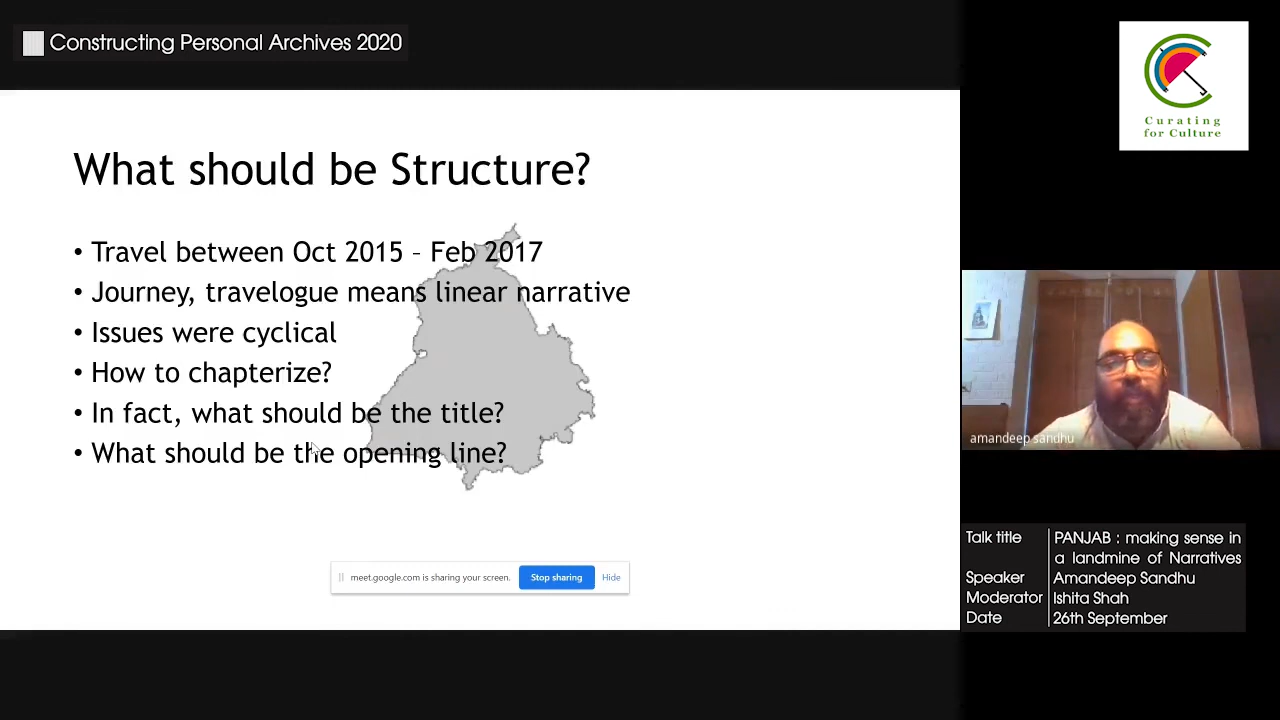 Constructing Personal Archives 2020
Curating
for Culture
What should be Structure?
• Travel between Oct 2015 – Feb 2017
• Journey, travelogue means linear narrative
• Issues were cyclical
• How to chapterize?
• In fact, what should be the title?
• What should be the opening line?
meet.google.com is sharing your screen. Stop sharing Hide
amandeep sandhu
Talk title PANJAB : making sense in
a landmine of Narratives
Speaker Amandeep Sandhu
Moderator Ishita Shah
Date 26th September